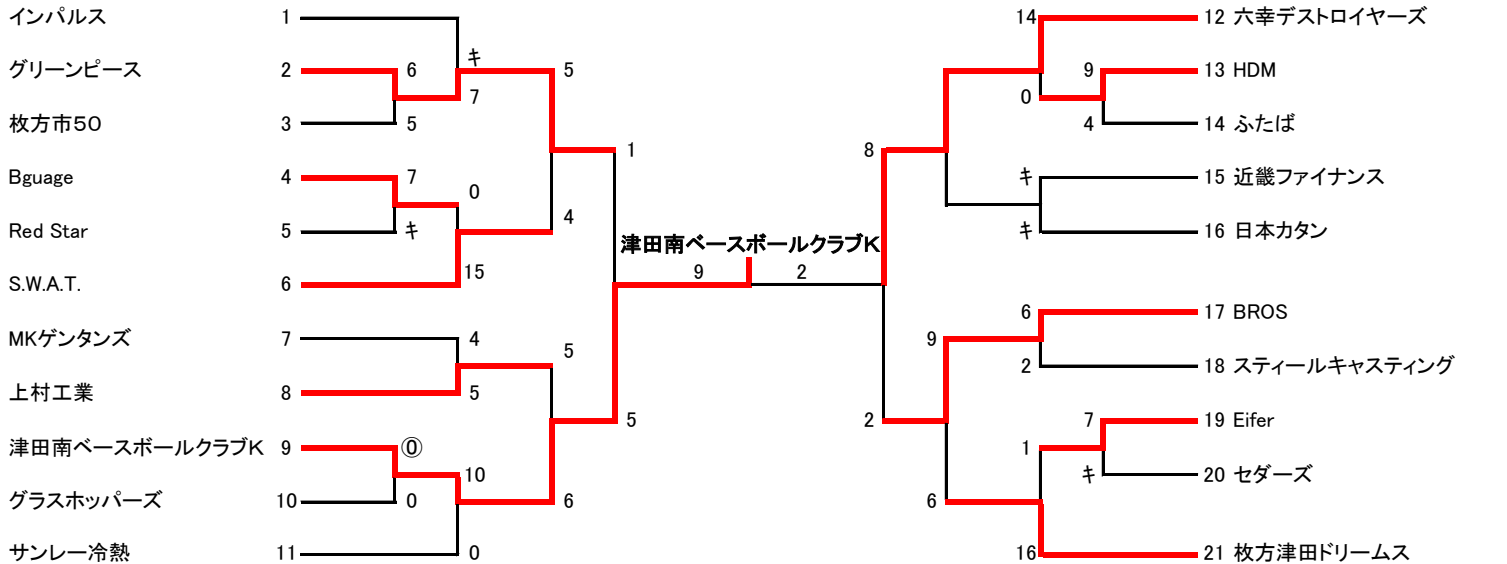 インパルス 1
グリーンピース 2
枚方市５０ 3
Bguage 4
Red Star 5
S.W.A.T. 6
MKゲンタンズ 7
上村工業 8
津田南ベースボールクラブK 9
グラスホッパーズ 10
サンレー冷熱 11
キ
6
7
5
5
7
0
キ
15
4
1
4
5
5
⓪
10
0
0
6
5
津田南ベースボールクラブK
9 2
8
2
14
9
0
4
キ
キ
6
9
2
7
1
キ
6
16
12 六幸デストロイヤーズ
13 HDM
14 ふたば
15 近畿ファイナンス
16 日本カタン
17 BROS
18 スティールキャスティング
19 Eifer
20 セダーズ
21 枚方津田ドリームス